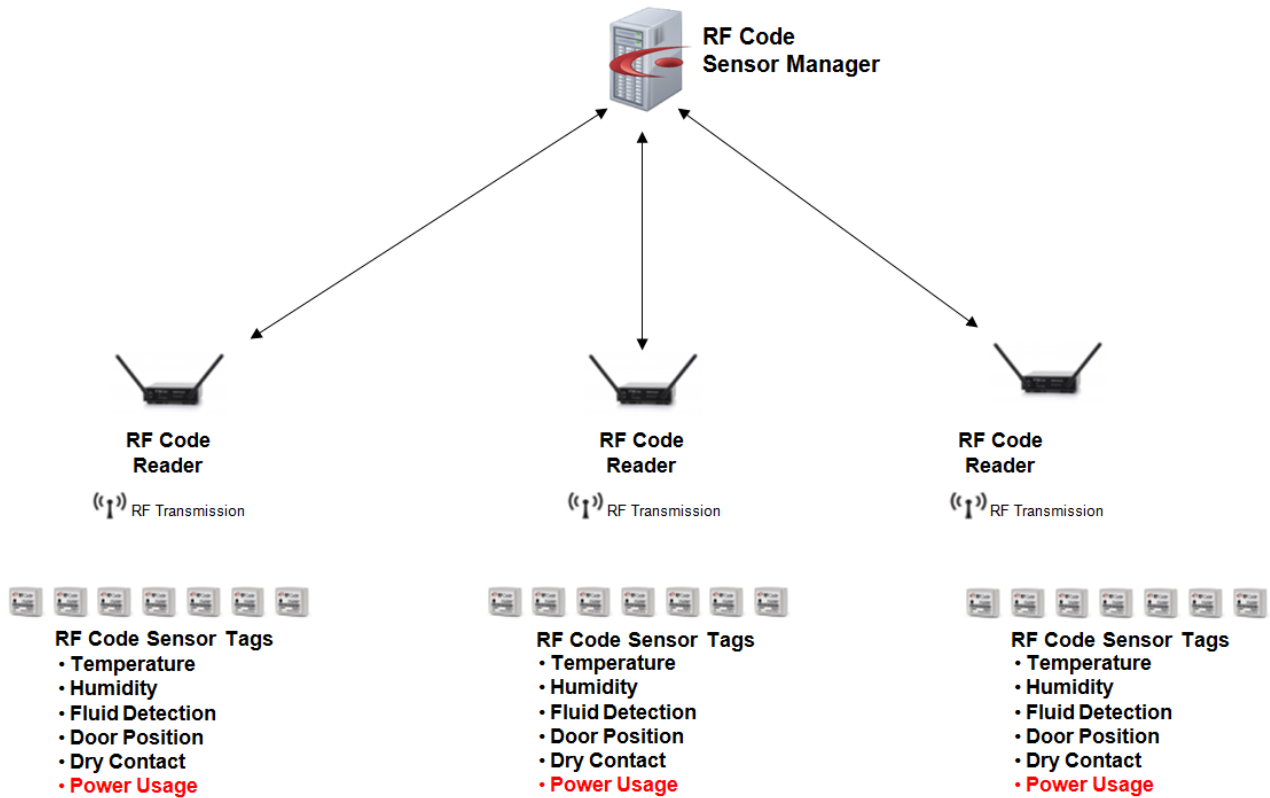 RF Code
Sensor Manager
RF Code
Reader
RF Transmission
RF Code
Reader
RF Transmission
RF Code
Reader
RF Transmission
RF Code Sensor Tags
• Temperature
• Humidity
• Fluid Detection
• Door Position
• Dry Contact
• Power Usage
RF Code Sensor Tags
• Temperature
• Humidity
• Fluid Detection
• Door Position
• Dry Contact
• Power Usage
RF Code Sensor Tags
• Temperature
• Humidity
• Fluid Detection
• Door Position
• Dry Contact
• Power Usage